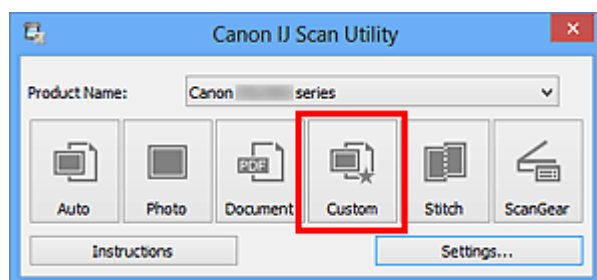 Canon IJ Scan Utility
Product Name: Canon series
PDF
Auto Photo Document Custom Stitch ScanGear
Instructions Settings...